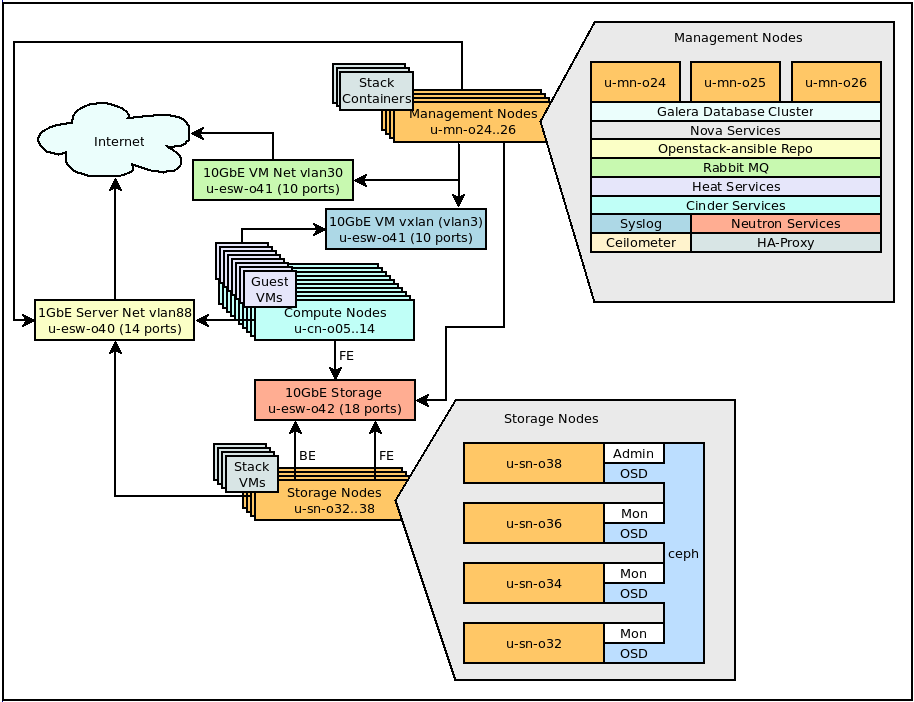 Management Nodes
u-mn-o24
u-mn-o25
u-mn-o26
Galera Database Cluster
Nova Services
Openstack-ansible Repo
Rabbit MQ
Heat Services
Cinder Services
Syslog
Neutron Services
Ceilometer
HA-Proxy
Stack
Containers
Management Nodes
u-mn-o24..26
Internet
10GbE VM Net vlan30
u-esw-o41 (10 ports)
10GbE VM vxlan (vlan3)
u-esw-o41 (10 ports)
Guest
VMs
1GbE Server Net vlan88
u-esw-o40 (14 ports)
Compute Nodes
u-cn-o05..14
FE
10GbE Storage
u-esw-o42 (18 ports)
BE
FE
Stack
VMs
Storage Nodes
u-sn-o32..38
Storage Nodes
u-sn-o38
Admin
OSD
u-sn-o36
Mon
OSD
ceph
u-sn-o34
Mon
OSD
u-sn-o32
Mon
OSD